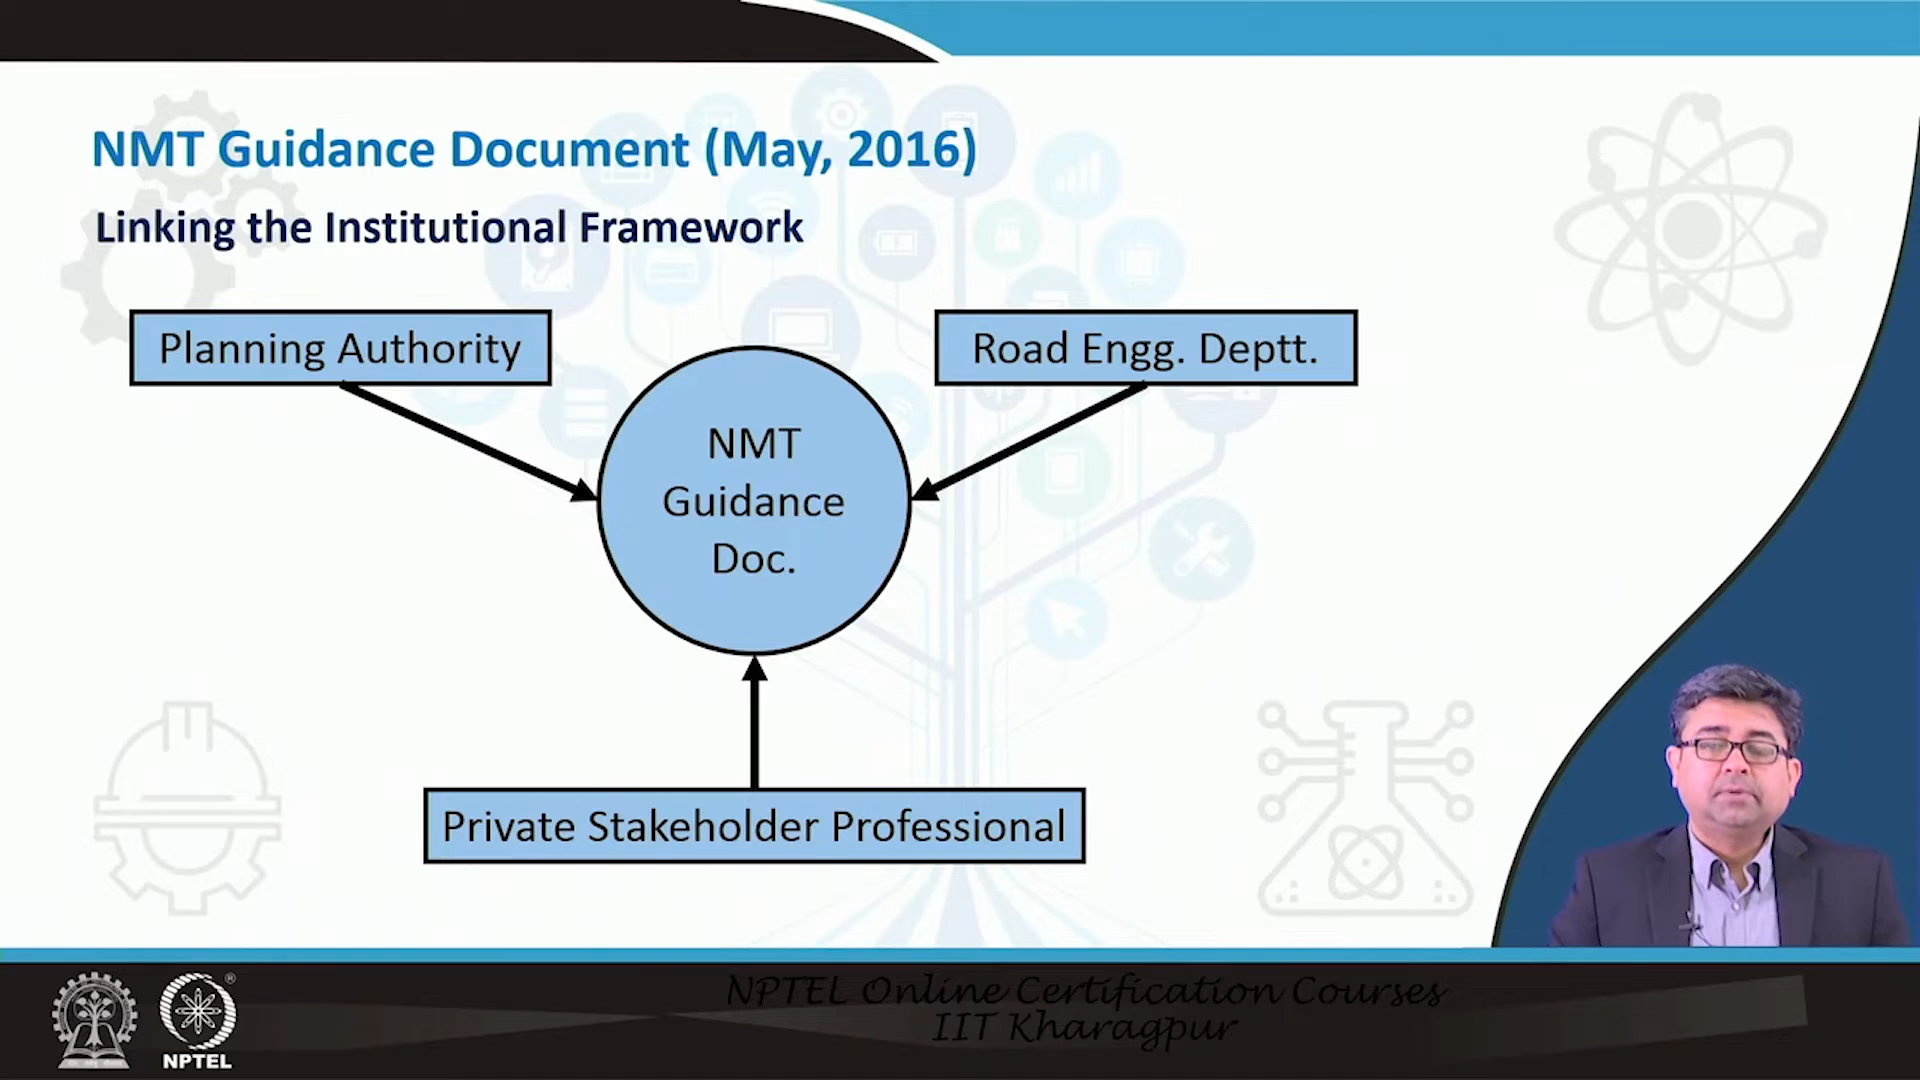 NMT Guidance Document (May, 2016)
Linking the Institutional Framework
Planning Authority
Road Engg. Deptt.
NMT
Guidance
Doc.
Private Stakeholder Professional
NPTEL Online Certification Courses
IIT Kharagpur
®
NPTEL